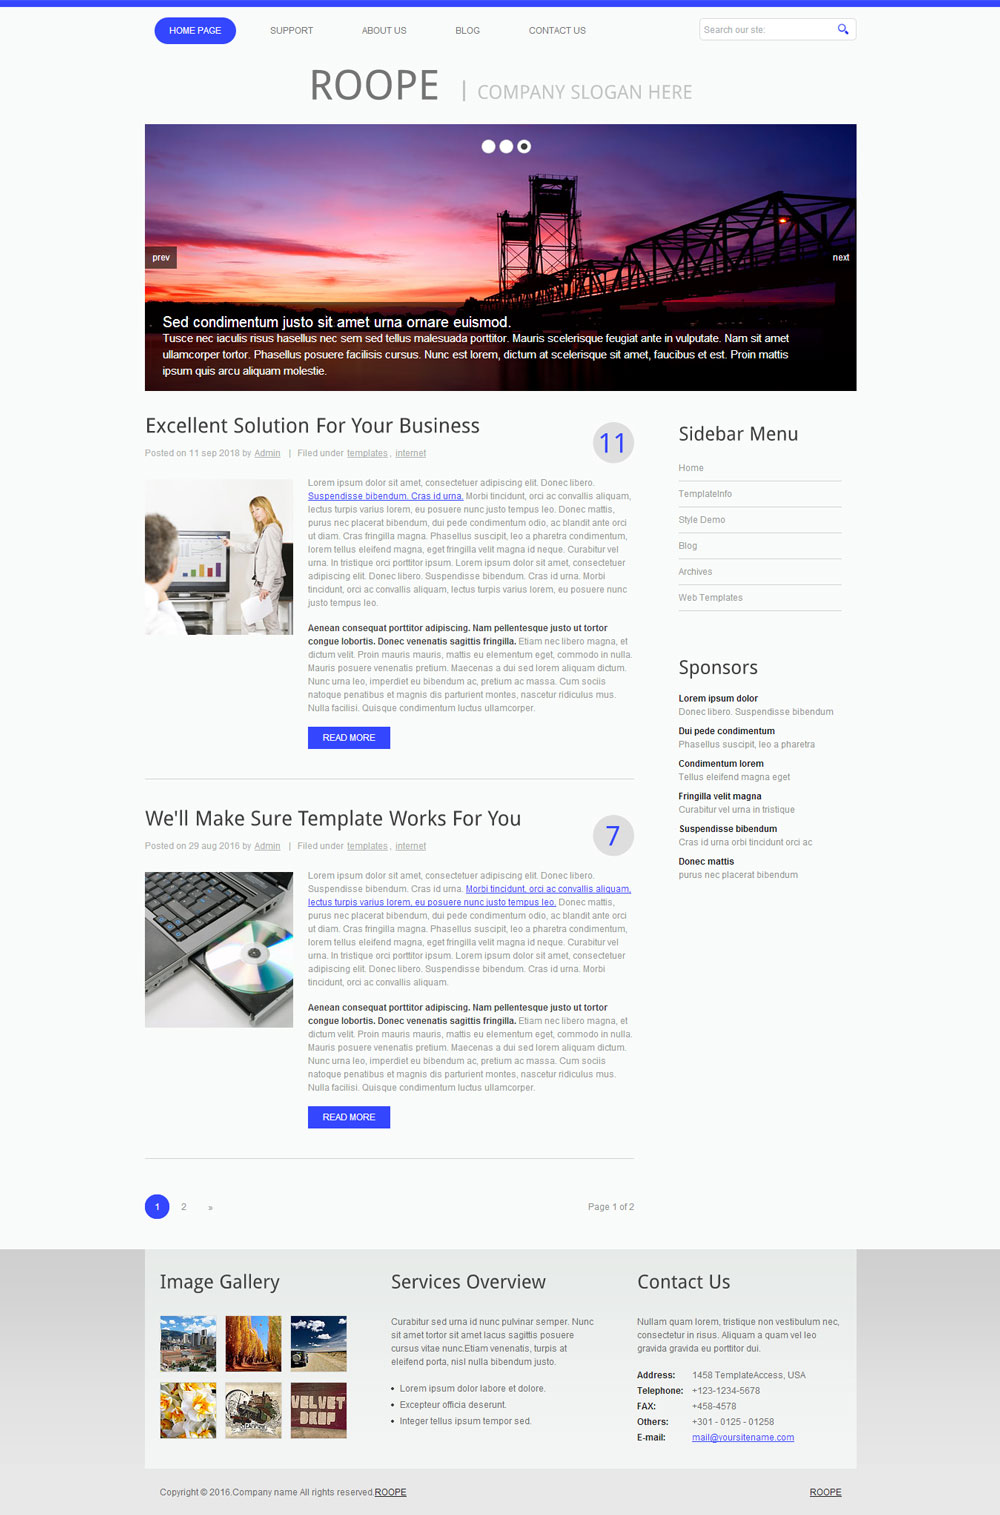 HOME PAGE SUPPORT ABOUT US BLOG CONTACT US Search our ste:
ROOPE | COMPANY SLOGAN HERE
prev
next
Sed condimentum justo sit amet urna ornare euismod.
Tusce nec iaculis risus hasellus nec sem sed tellus malesuada porttitor. Mauris scelerisque feugiat ante in vulputate. Nam sit amet
ullamcorper tortor. Phasellus posuere facilisis cursus. Nunc est lorem, dictum at scelerisque sit amet, faucibus et est. Proin mattis
ipsum quis arcu aliquam molestie.
Excellent Solution For Your Business
11
Posted on 11 sep 2018 by Admin | Filed under templates, internet
Lorem ipsum dolor sit amet, consectetuer adipiscing elit. Donec libero.
Suspendisse bibendum. Cras id urna. Morbi tincidunt, orci ac convallis aliquam,
lectus turpis varius lorem, eu posuere nunc justo tempus leo. Donec mattis,
purus nec placerat bibendum, dui pede condimentum odio, ac blandit ante orci
ut diam. Cras fringilla magna. Phasellus suscipit, leo a pharetra condimentum,
lorem tellus eleifend magna, eget fringilla velit magna id neque. Curabitur vel
urna. In tristique orci porttitor ipsum. Lorem ipsum dolor sit amet, consectetuer
adipiscing elit. Donec libero. Suspendisse bibendum. Cras id urna. Morbi
tincidunt, orci ac convallis aliquam, lectus turpis varius lorem, eu posuere nunc
justo tempus leo.
Aenean consequat porttitor adipiscing. Nam pellentesque justo ut tortor
congue lobortis. Donec venenatis sagittis fringilla. Etiam nec libero magna, et
dictum velit. Proin mauris mauris, mattis eu elementum eget, commodo in nulla.
Mauris posuere venenatis pretium. Maecenas a dui sed lorem aliquam dictum.
Nunc urna leo, imperdiet eu bibendum ac, pretium ac massa. Cum sociis
natoque penatibus et magnis dis parturient montes, nascetur ridiculus mus.
Nulla facilisi. Quisque condimentum luctus ullamcorper.
READ MORE
We'll Make Sure Template Works For You
7
Posted on 29 aug 2016 by Admin | Filed under templates, internet
Lorem ipsum dolor sit amet, consectetuer adipiscing elit. Donec libero.
Suspendisse bibendum. Cras id urna. Morbi tincidunt, orci ac convallis aliquam,
lectus turpis varius lorem, eu posuere nunc justo tempus leo. Donec mattis,
purus nec placerat bibendum, dui pede condimentum odio, ac blandit ante orci
ut diam. Cras fringilla magna. Phasellus suscipit, leo a pharetra condimentum,
lorem tellus eleifend magna, eget fringilla velit magna id neque. Curabitur vel
urna. In tristique orci porttitor ipsum. Lorem ipsum dolor sit amet, consectetuer
adipiscing elit. Donec libero. Suspendisse bibendum. Cras id urna. Morbi
tincidunt, orci ac convallis aliquam.
Aenean consequat porttitor adipiscing. Nam pellentesque justo ut tortor
congue lobortis. Donec venenatis sagittis fringilla. Etiam nec libero magna, et
dictum velit. Proin mauris mauris, mattis eu elementum eget, commodo in nulla.
Mauris posuere venenatis pretium. Maecenas a dui sed lorem aliquam dictum.
Nunc urna leo, imperdiet eu bibendum ac, pretium ac massa. Cum sociis
natoque penatibus et magnis dis parturient montes, nascetur ridiculus mus.
Nulla facilisi. Quisque condimentum luctus ullamcorper.
READ MORE
1 2 » Page 1 of 2
Sidebar Menu
Home
TemplateInfo
Style Demo
Blog
Archives
Web Templates
Sponsors
Lorem ipsum dolor
Donec libero. Suspendisse bibendum
Dui pede condimentum
Phasellus suscipit, leo a pharetra
Condimentum lorem
Tellus eleifend magna eget
Fringilla velit magna
Curabitur vel urna in tristique
Suspendisse bibendum
Cras id urna orbi tincidunt orci ac
Donec mattis
purus nec placerat bibendum
Image Gallery
VELVET
DROP
Services Overview
Curabitur sed urna id nunc pulvinar semper. Nunc
sit amet tortor sit amet lacus sagittis posuere
cursus vitae nunc.Etiam venenatis, turpis at
eleifend porta, nisl nulla bibendum justo.
• Lorem ipsum dolor labore et dolore.
• Excepteur officia deserunt.
• Integer tellus ipsum tempor sed.
Contact Us
Nullam quam lorem, tristique non vestibulum nec,
consectetur in risus. Aliquam a quam vel leo
gravida gravida eu porttitor dui.
Address: 1458 TemplateAccess, USA
Telephone: +123-1234-5678
FAX: +458-4578
Others: +301 - 0125 - 01258
E-mail: mail@yoursitename.com
Copyright © 2016.Company name All rights reserved.ROOPE
ROOPE